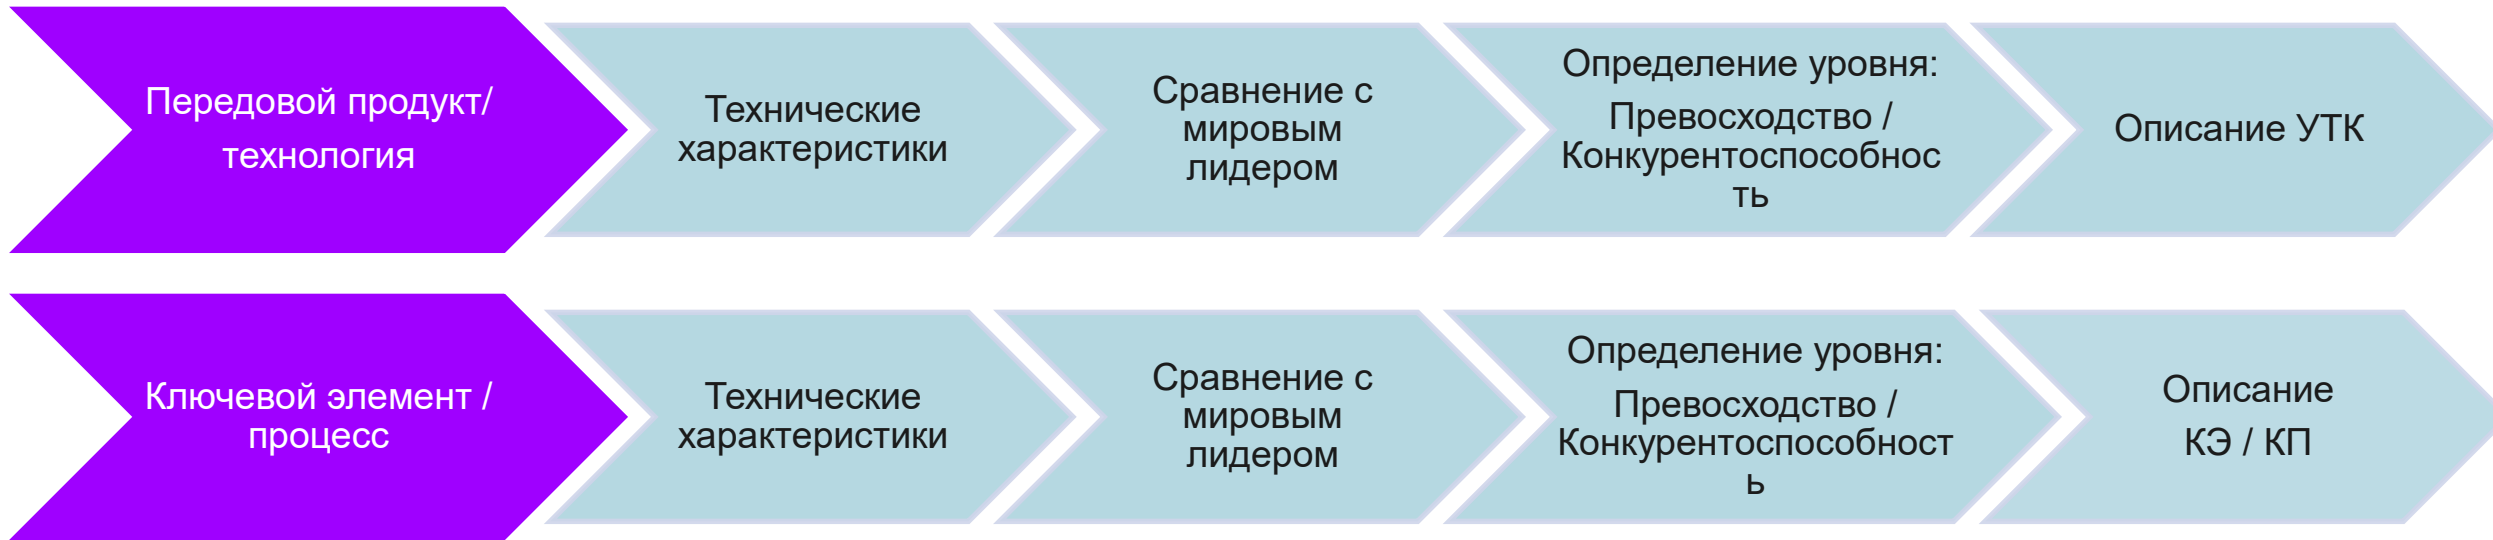 Передовой продукт/
технология
Технические
характеристики
Сравнение с
мировым
лидером
Определение уровня:
Превосходство /
Конкурентоспособнос
ть
Описание УТК
Ключевой элемент /
процесс
Технические
характеристики
Сравнение с
мировым
лидером
Определение уровня:
Превосходство /
Конкурентоспособност
ь
Описание
КЭ / КП